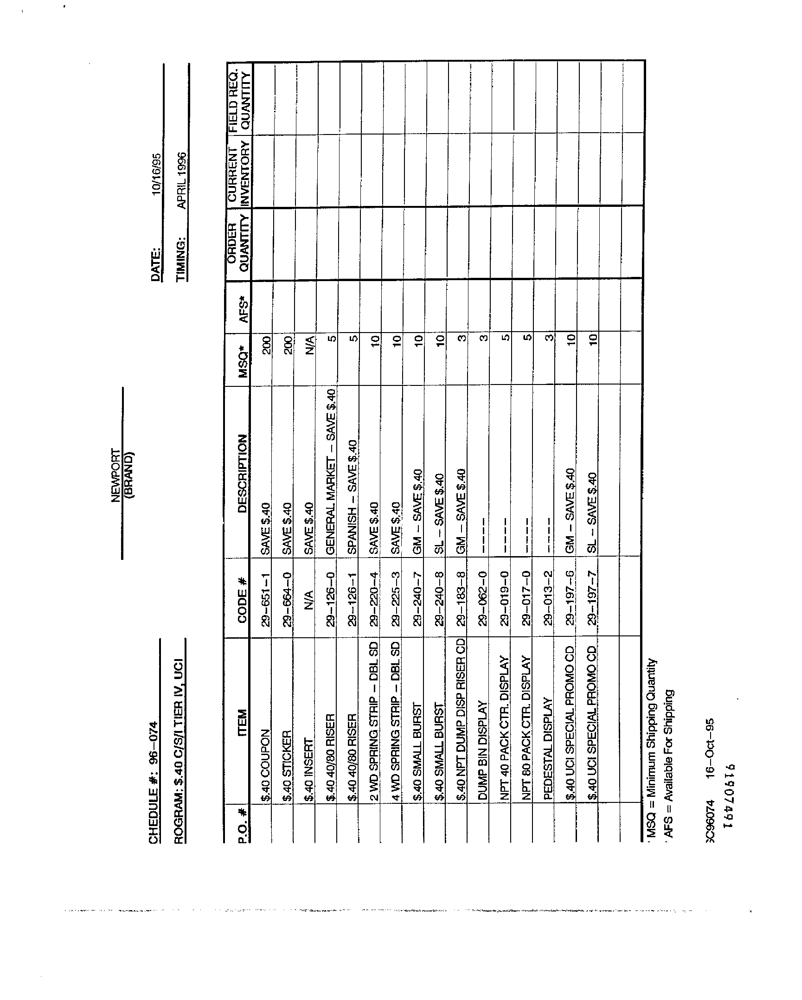 NEWPORT
(BRAND)
CHEDULE #: 96-074 DATE: 10/16/95
ROGRAM: $.40 C/S/I TIER IV, UCI TIMING: APRIL 1996
P.O. # ITEM CODE # DESCRIPTION MSQ* AFS* ORDER QUANTITY CURRENT INVENTORY FIELD REQ. QUANTITY
$.40 COUPON 29-651-1 SAVE $.40 200
$.40 STICKER 29-664-0 SAVE $.40 200
$.40 INSERT N/A SAVE $.40 N/A
$.40 40/80 RISER 29-126-0 GENERAL MARKET - SAVE $.40 5
$.40 40/80 RISER 29-126-1 SPANISH - SAVE $.40 5
2 WD SPRING STRIP - DBL SD 29-220-4 SAVE $.40 10
4 WD SPRING STRIP - DBL SD 29-225-3 SAVE $.40 10
$.40 SMALL BURST 29-240-7 GM - SAVE $.40 10
$.40 SMALL BURST 29-240-8 SL - SAVE $.40 10
$.40 NPT DUMP DISP RISER CD 29-183-8 GM - SAVE $.40 3
DUMP BIN DISPLAY 29-062-0 ---- 3
NPT 40 PACK CTR. DISPLAY 29-019-0 ---- 5
NPT 80 PACK CTR. DISPLAY 29-017-0 ---- 5
PEDESTAL DISPLAY 29-013-2 ---- 3
$.40 UCI SPECIAL PROMO CD 29-197-6 GM - SAVE $.40 10
$.40 UCI SPECIAL PROMO CD 29-197-7 SL - SAVE $.40 10
* MSQ = Minimum Shipping Quantity
* AFS = Available For Shipping
SC96074 16-Oct-95
91907491